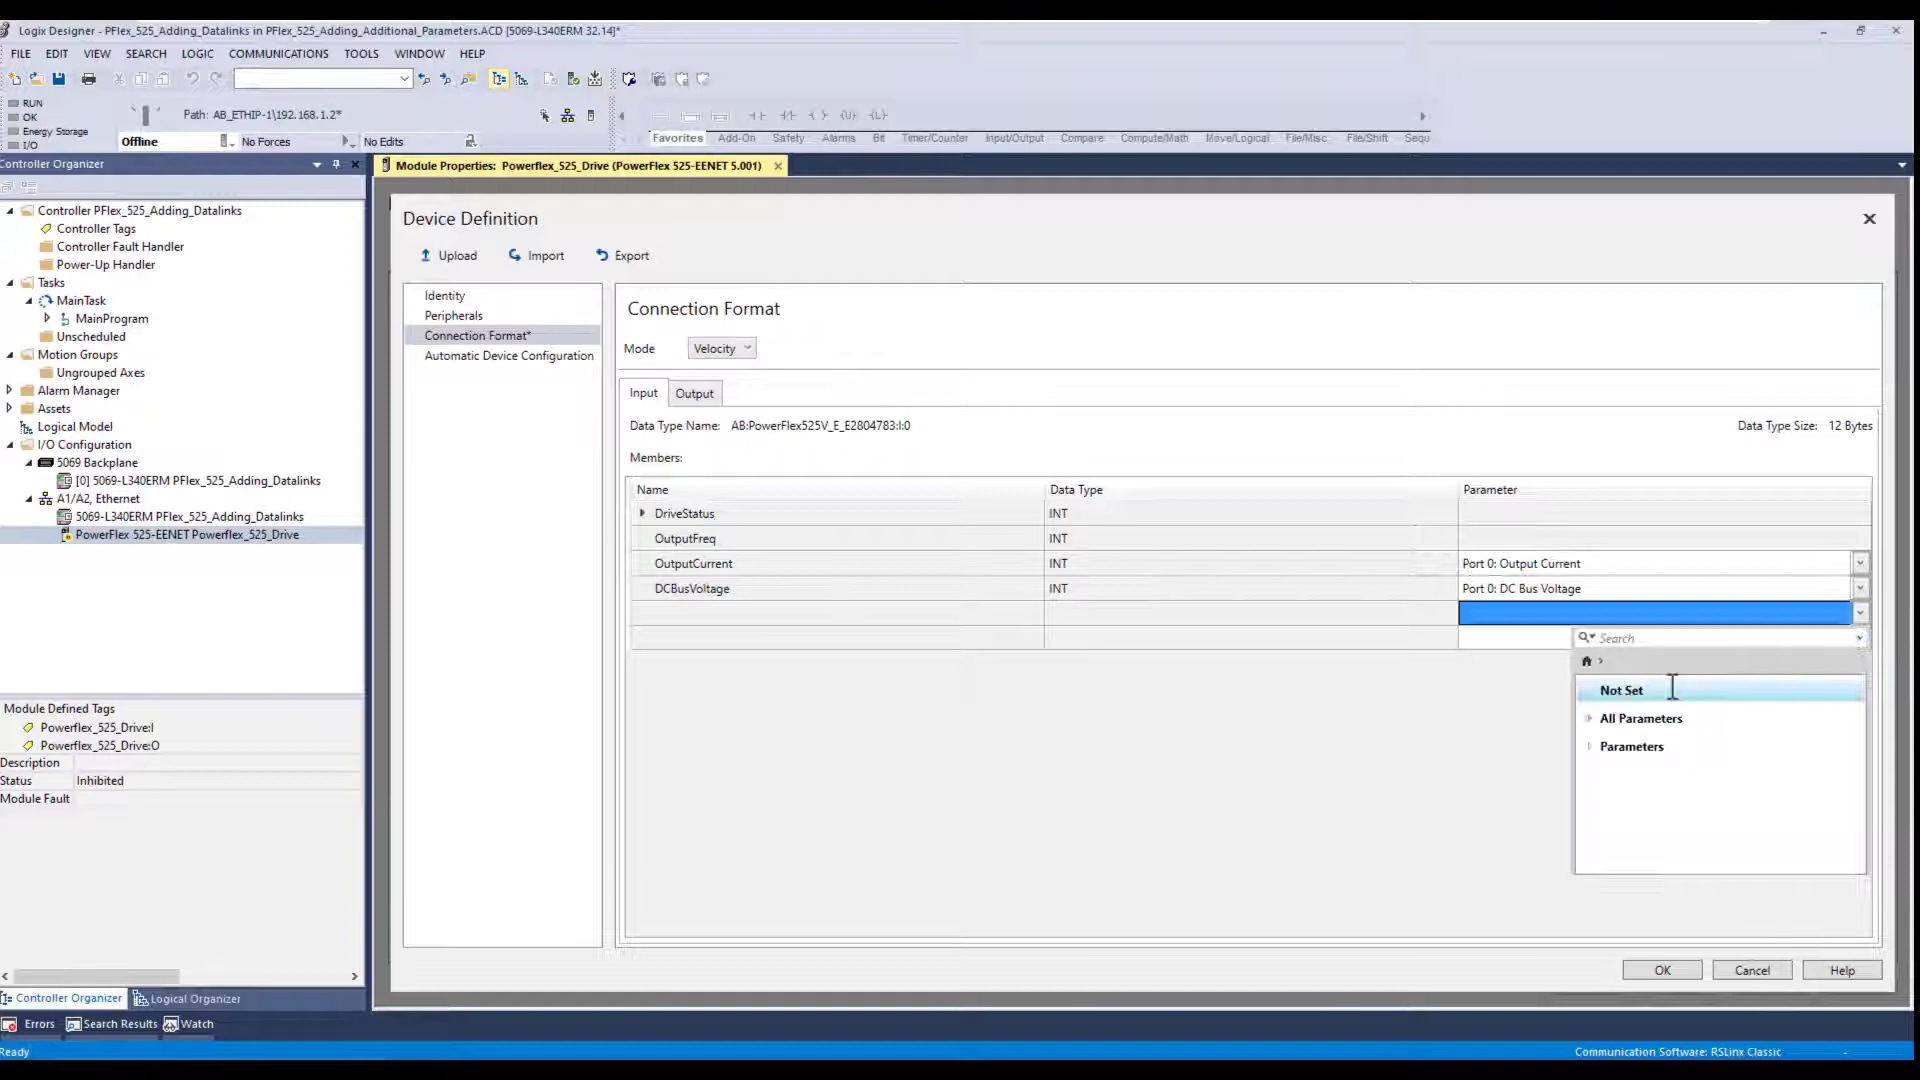 Logix Designer - PFlex_525_Adding_Datalinks in PFlex_525_Adding_Additional_Parameters.ACD [5069-L340ERM 32.14]*
FILE EDIT VIEW SEARCH LOGIC COMMUNICATIONS TOOLS WINDOW HELP
RUN
OK
Energy Storage
I/O
Path: AB_ETHIP-1\192.168.1.2*
Offline
No Forces
No Edits
Favorites Add-On Safety Alarms Bit Timer/Counter Input/Output Compare Compute/Math Move/Logical File/Misc. File/Shift Sequ
Controller Organizer
Module Properties: Powerflex_525_Drive (PowerFlex 525-EENET 5.001)
Controller PFlex_525_Adding_Datalinks
Controller Tags
Controller Fault Handler
Power-Up Handler
Tasks
MainTask
MainProgram
Unscheduled
Motion Groups
Ungrouped Axes
Alarm Manager
Assets
Logical Model
I/O Configuration
5069 Backplane
[0] 5069-L340ERM PFlex_525_Adding_Datalinks
A1/A2, Ethernet
5069-L340ERM PFlex_525_Adding_Datalinks
PowerFlex 525-EENET Powerflex_525_Drive
Module Defined Tags
Powerflex_525_Drive:I
Powerflex_525_Drive:O
Description
Status Inhibited
Module Fault
Controller Organizer Logical Organizer
Device Definition
Upload Import Export
Identity
Peripherals
Connection Format*
Automatic Device Configuration
Connection Format
Mode Velocity
Input Output
Data Type Name: AB:PowerFlex525V_E_E2804783:I:0 Data Type Size: 12 Bytes
Members:
Name Data Type Parameter
DriveStatus INT
OutputFreq INT
OutputCurrent INT Port 0: Output Current
DCBusVoltage INT Port 0: DC Bus Voltage
Search
Not Set
All Parameters
Parameters
OK Cancel Help
Errors Search Results Watch
Ready
Communication Software: RSLinx Classic